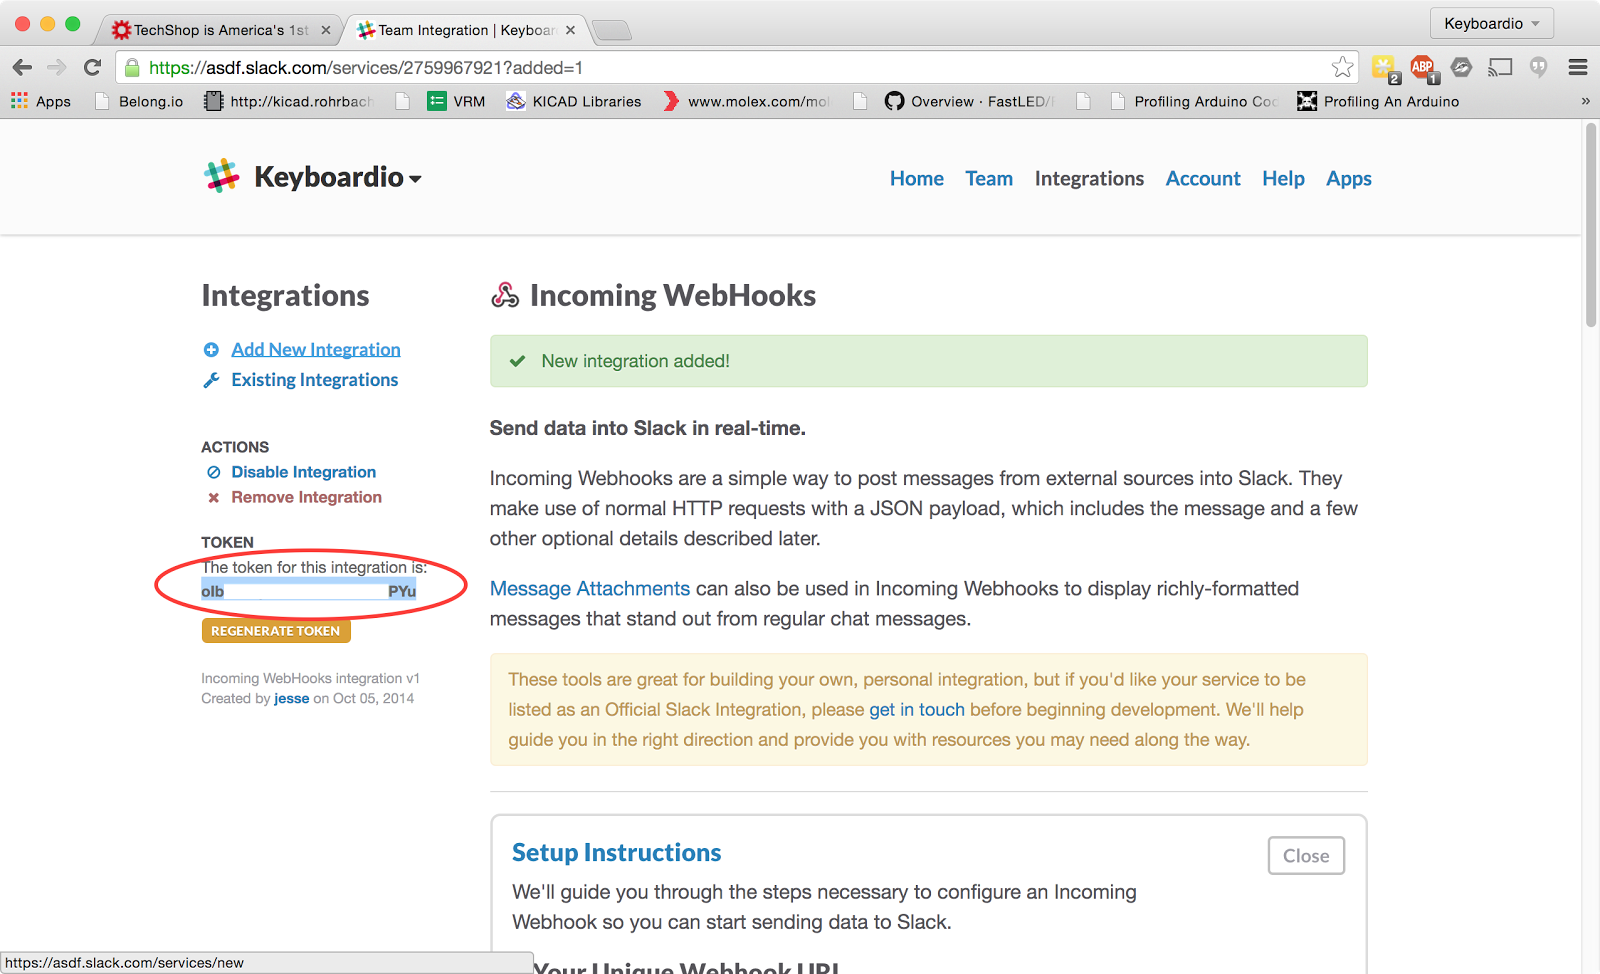 TechShop is America's 1st
Team Integration | Keyboar
Keyboardio
https://asdf.slack.com/services/2759967921?added=1
2
ABP
1
Apps
Belong.io
http://kicad.rohrbach
VRM
KICAD Libraries
www.molex.com/mol
Overview · FastLED/
Profiling Arduino Coc
Profiling An Arduino
»
Keyboardio
Home Team Integrations Account Help Apps
Integrations
Add New Integration
Existing Integrations
ACTIONS
Disable Integration
Remove Integration
TOKEN
The token for this integration is:
oIb PYu
REGENERATE TOKEN
Incoming WebHooks integration v1
Created by jesse on Oct 05, 2014
Incoming WebHooks
New integration added!
Send data into Slack in real-time.
Incoming Webhooks are a simple way to post messages from external sources into Slack. They
make use of normal HTTP requests with a JSON payload, which includes the message and a few
other optional details described later.
Message Attachments can also be used in Incoming Webhooks to display richly-formatted
messages that stand out from regular chat messages.
These tools are great for building your own, personal integration, but if you'd like your service to be
listed as an Official Slack Integration, please get in touch before beginning development. We'll help
guide you in the right direction and provide you with resources you may need along the way.
Setup Instructions
Close
We'll guide you through the steps necessary to configure an Incoming
Webhook so you can start sending data to Slack.
Your Unique Webhook URL
https://asdf.slack.com/services/new